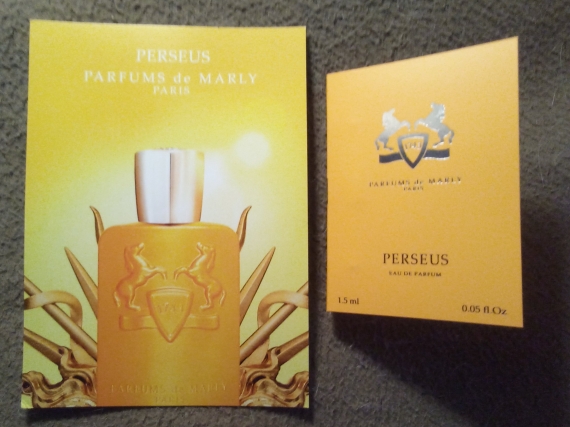 PERSEUS
PARFUMS de MARLY
PARIS
PARFUMS de MARLY
PARFUMS de MARLY
PARIS
PERSEUS
EAU DE PARFUM
1.5 ml 0.05 fl.Oz